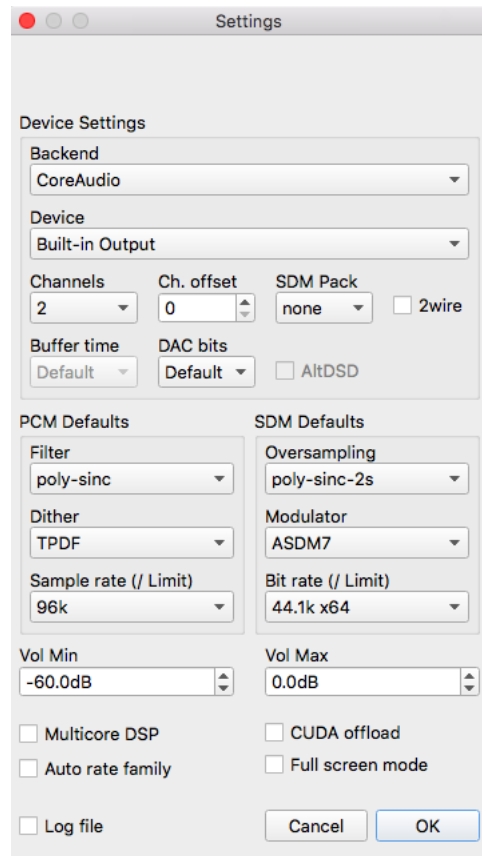 Settings
Device Settings
Backend
CoreAudio
Device
Built-in Output
Channels Ch. offset SDM Pack
2 0 none 2wire
Buffer time DAC bits
Default Default AltDSD
PCM Defaults SDM Defaults
Filter Oversampling
poly-sinc poly-sinc-2s
Dither Modulator
TPDF ASDM7
Sample rate (/ Limit) Bit rate (/ Limit)
96k 44.1k x64
Vol Min Vol Max
-60.0dB 0.0dB
Multicore DSP CUDA offload
Auto rate family Full screen mode
Log file Cancel OK